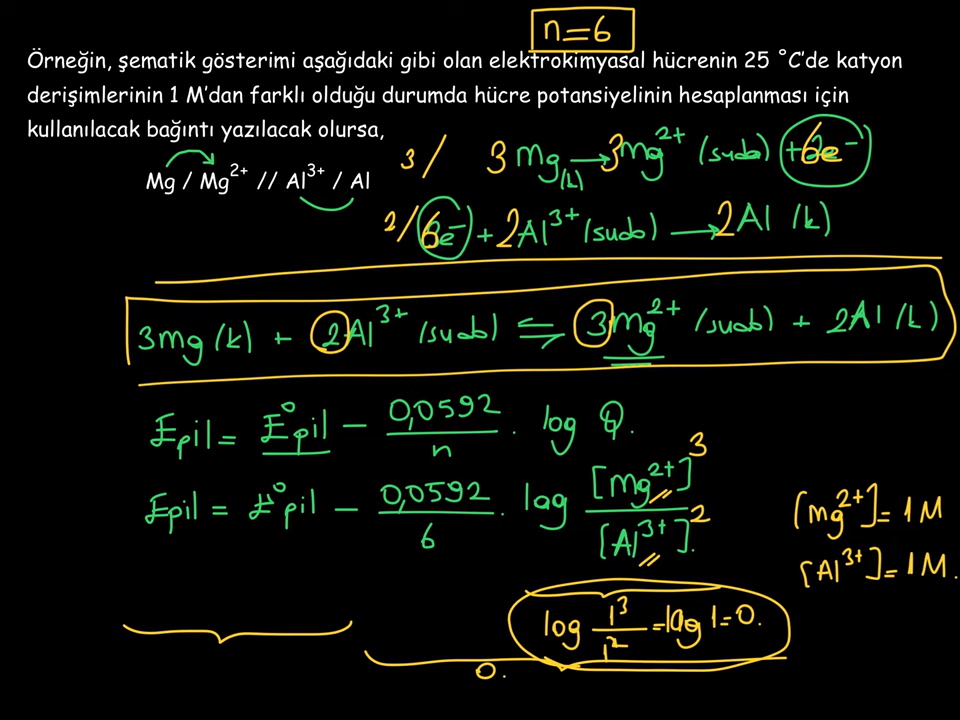 n=6
Örneğin, şematik gösterimi aşağıdaki gibi olan elektrokimyasal hücrenin 25 ˚C'de katyon
derişimlerinin 1 M'dan farklı olduğu durumda hücre potansiyelinin hesaplanması için
kullanılacak bağıntı yazılacak olursa,
3/ 3Mg(k) → 3Mg²⁺ (suda) + 6e⁻
Mg / Mg²⁺ // Al³⁺ / Al
2/ 6e⁻ + 2Al³⁺ (suda) → 2Al (k)
3mg (k) + 2Al³⁺ (suda) ⇌ 3mg²⁺ (suda) + 2Al (k)
Epil = E°pil − 0,0592/n . log Q.
Epil = E°pil − 0,0592/6 . log [mg²⁺]³/[Al³⁺]²
[mg²⁺] = 1M
[Al³⁺] = 1M.
log 1³/1² = log 1 = 0.
0.